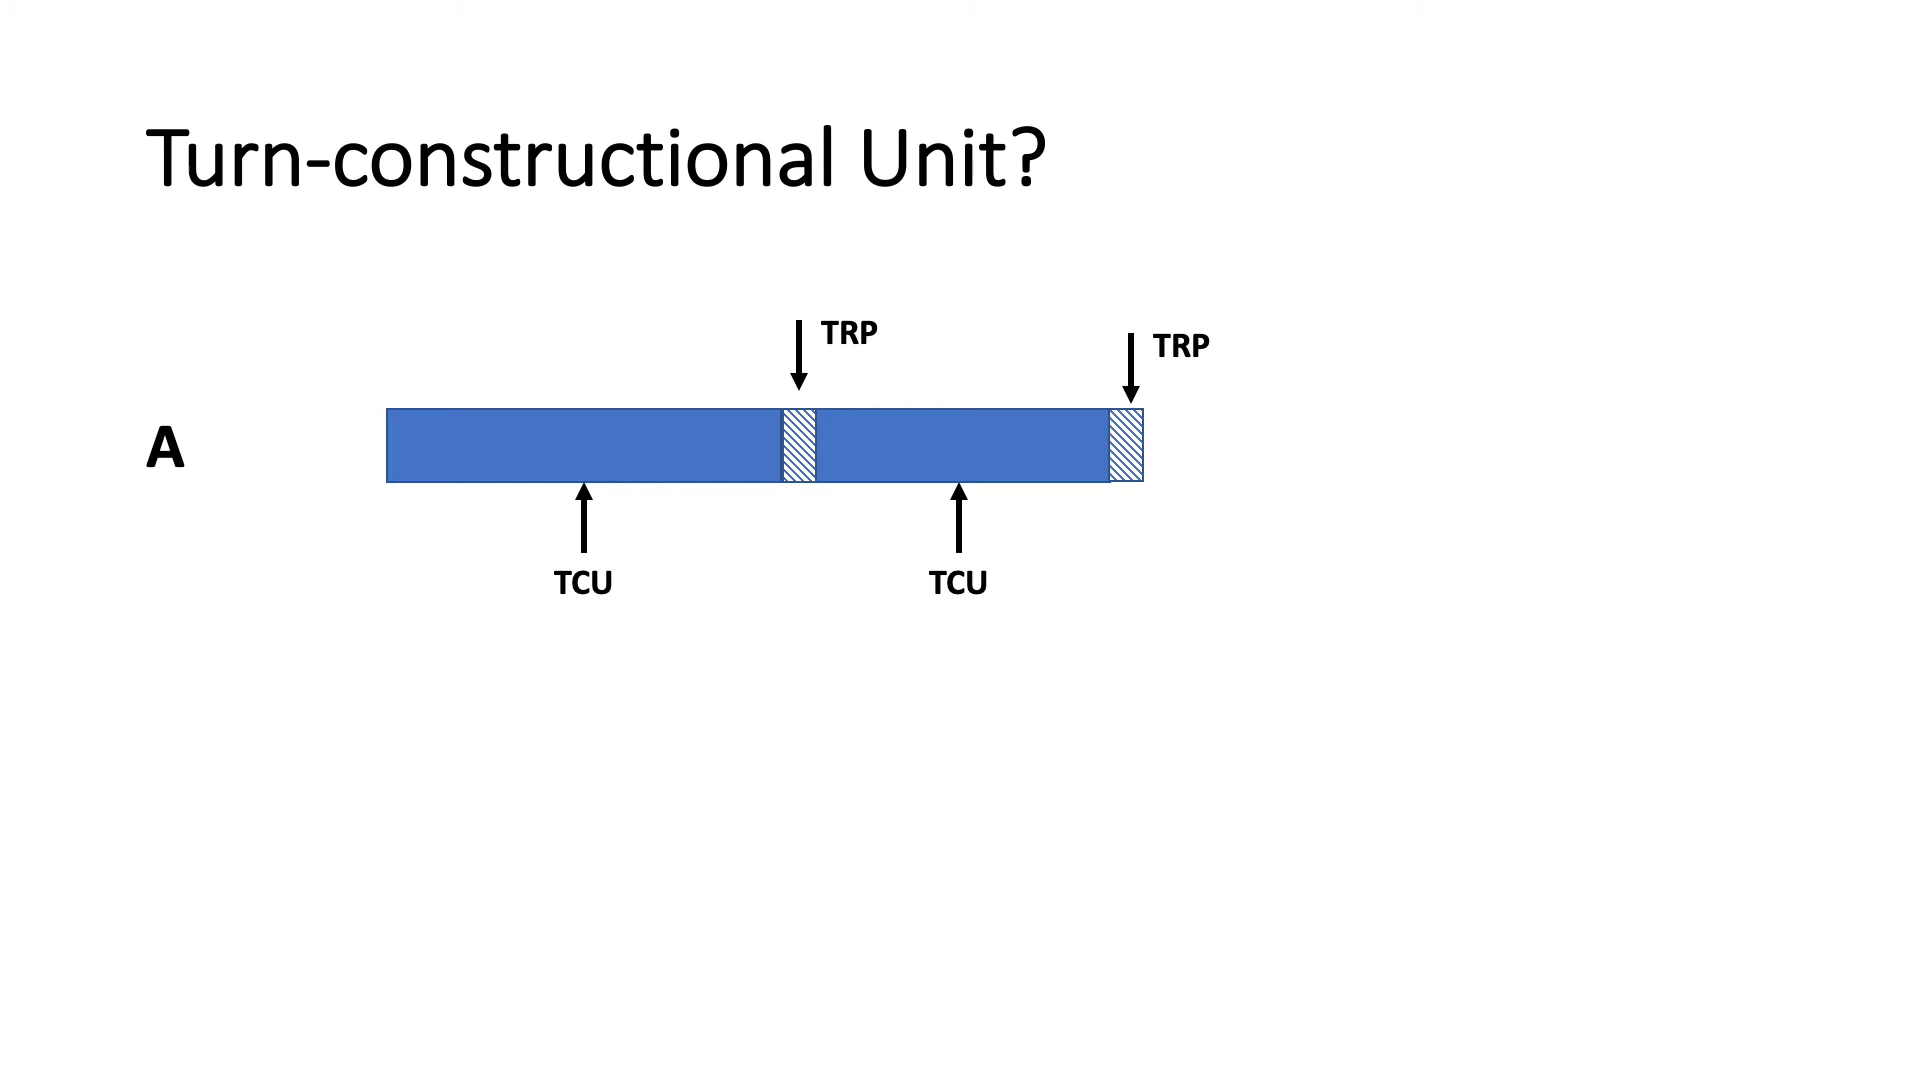 Turn-constructional Unit?
TRP
TRP
A
TCU
TCU